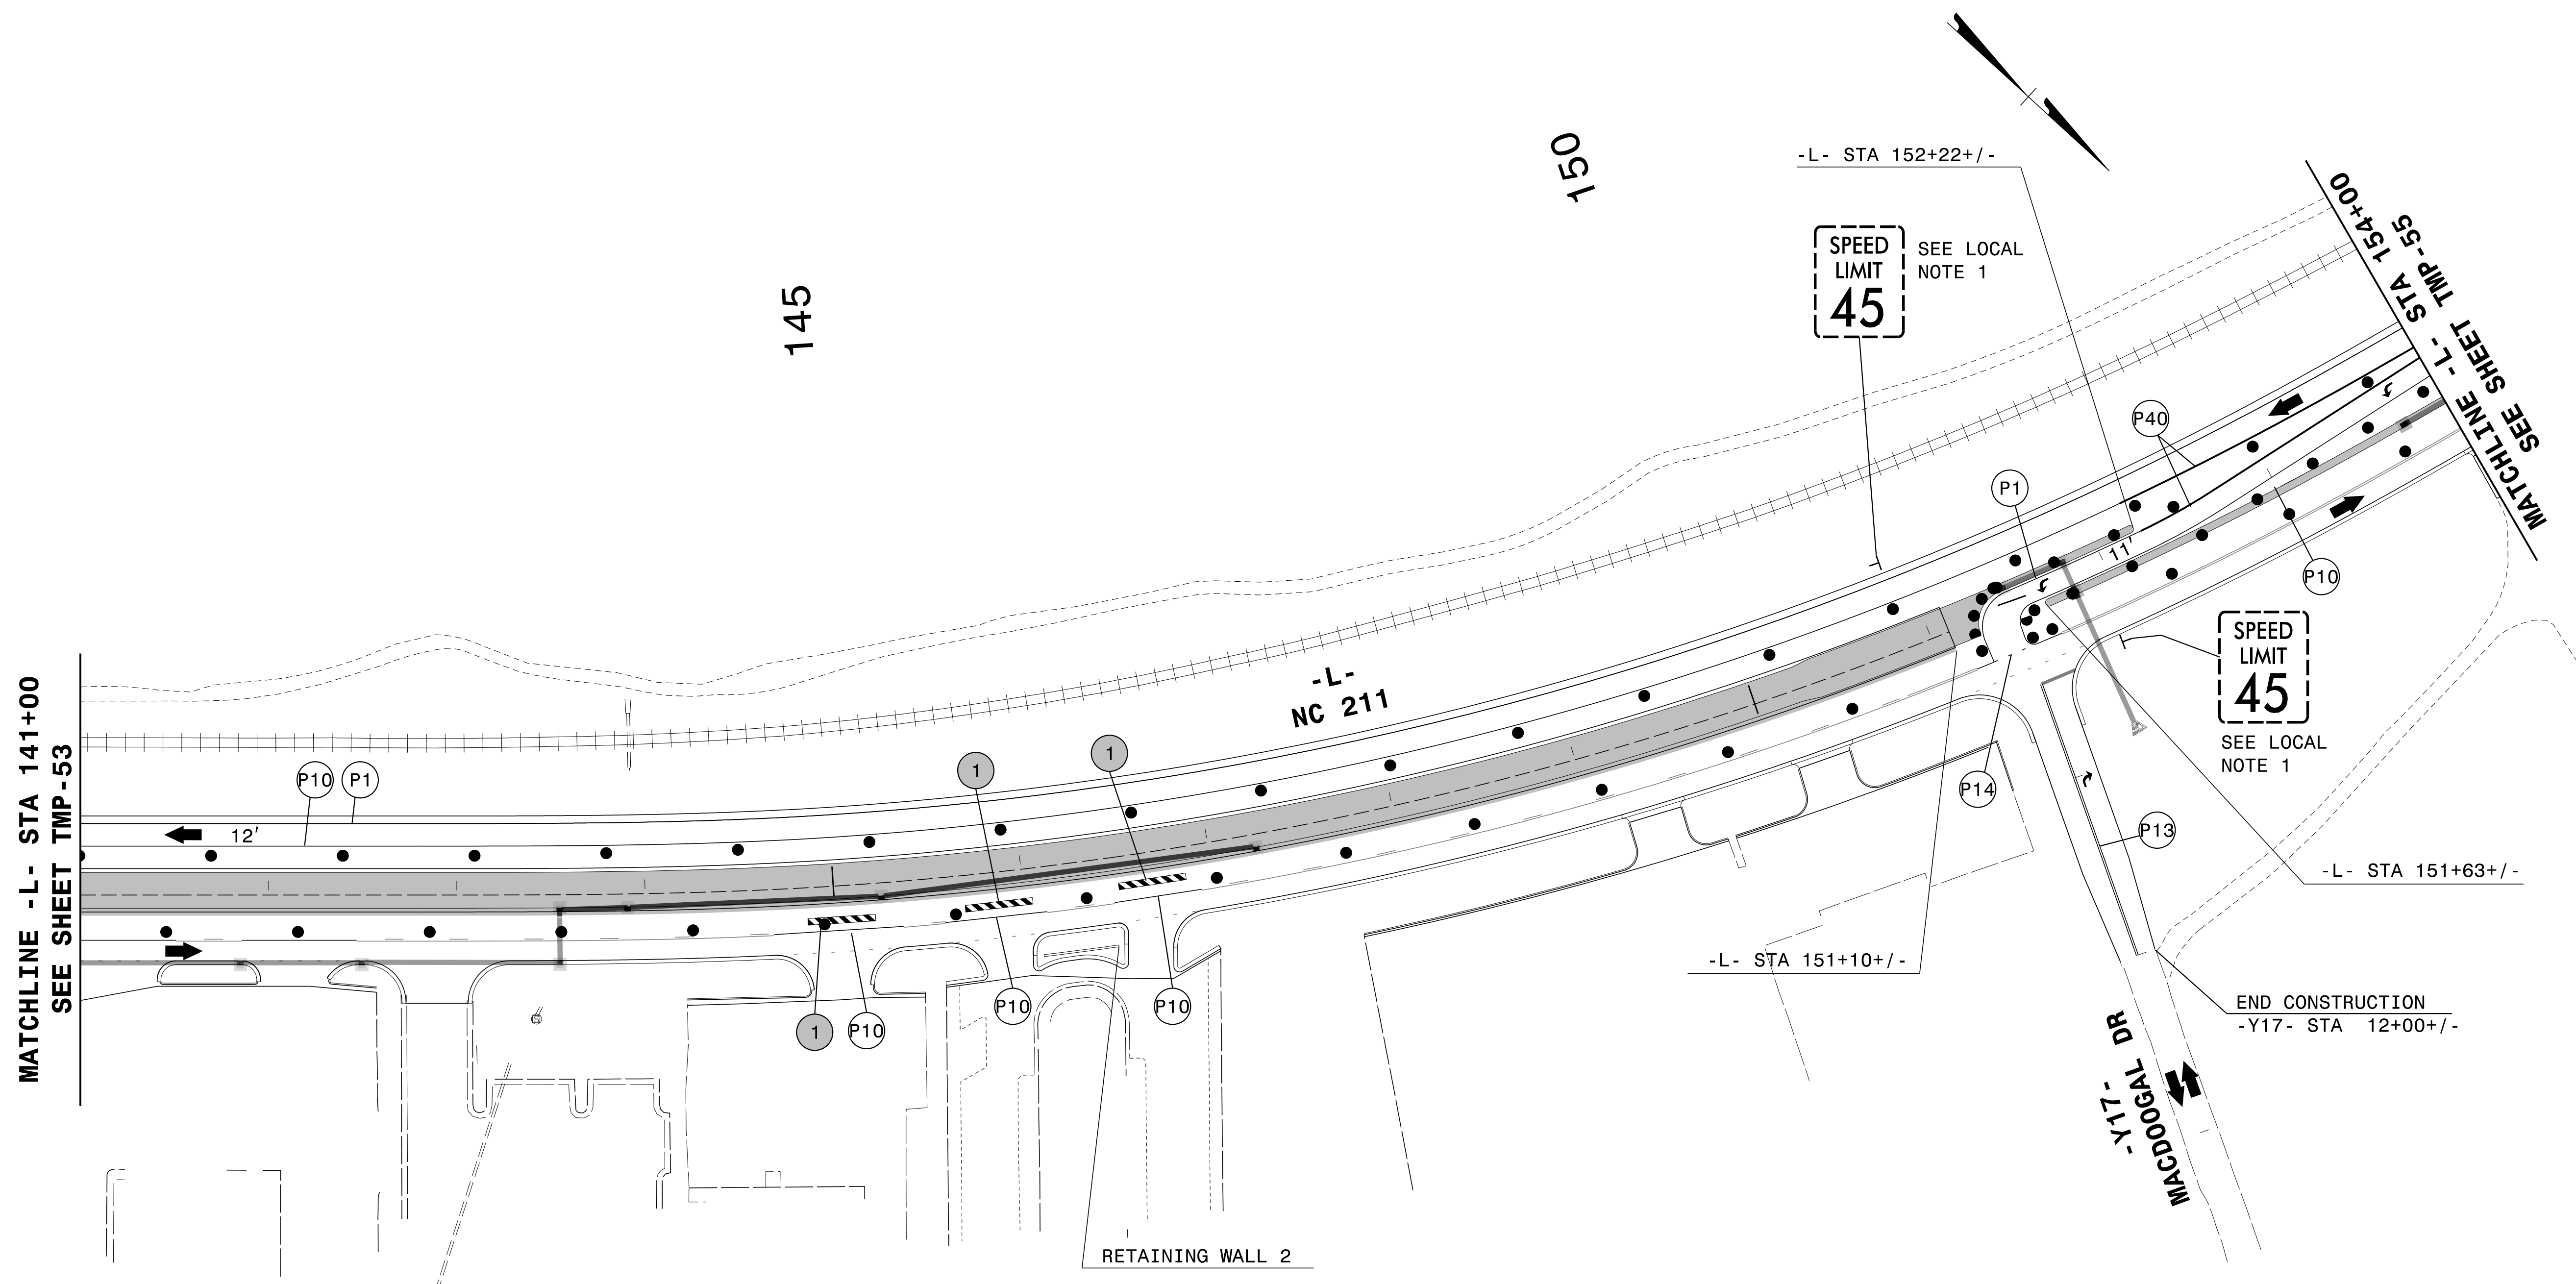 -L- STA 152+22+/-
150
145
SPEED
LIMIT
45
SEE LOCAL
NOTE 1
MATCHLINE -L- STA 154+00
SEE SHEET TMP-55
P40
P1
11'
P10
SPEED
LIMIT
45
SEE LOCAL
NOTE 1
-L-
NC 211
MATCHLINE -L- STA 141+00
SEE SHEET TMP-53
P10
P1
12'
1
1
P14
P13
-L- STA 151+63+/-
-L- STA 151+10+/-
1
P10
P10
P10
END CONSTRUCTION
-Y17- STA 12+00+/-
-Y17-
MACDOOGAL DR
S
RETAINING WALL 2